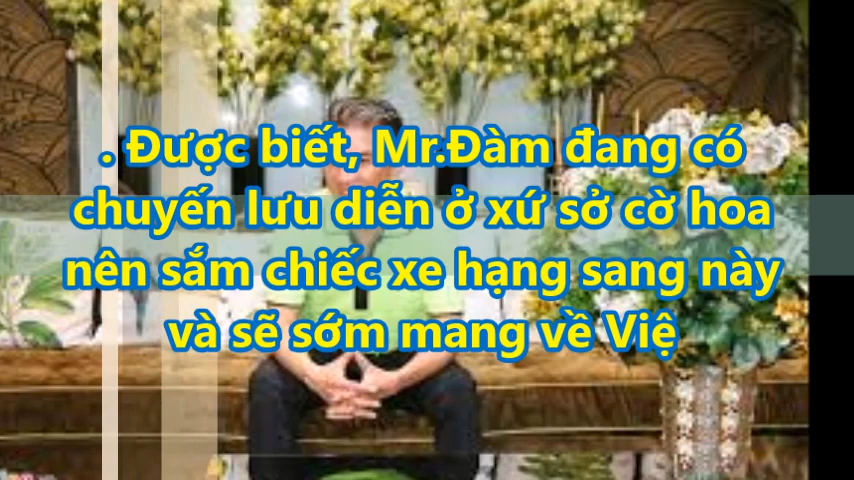 . Được biết, Mr.Đàm đang có
chuyến lưu diễn ở xứ sở cờ hoa
nên sắm chiếc xe hạng sang này
và sẽ sớm mang về Việ